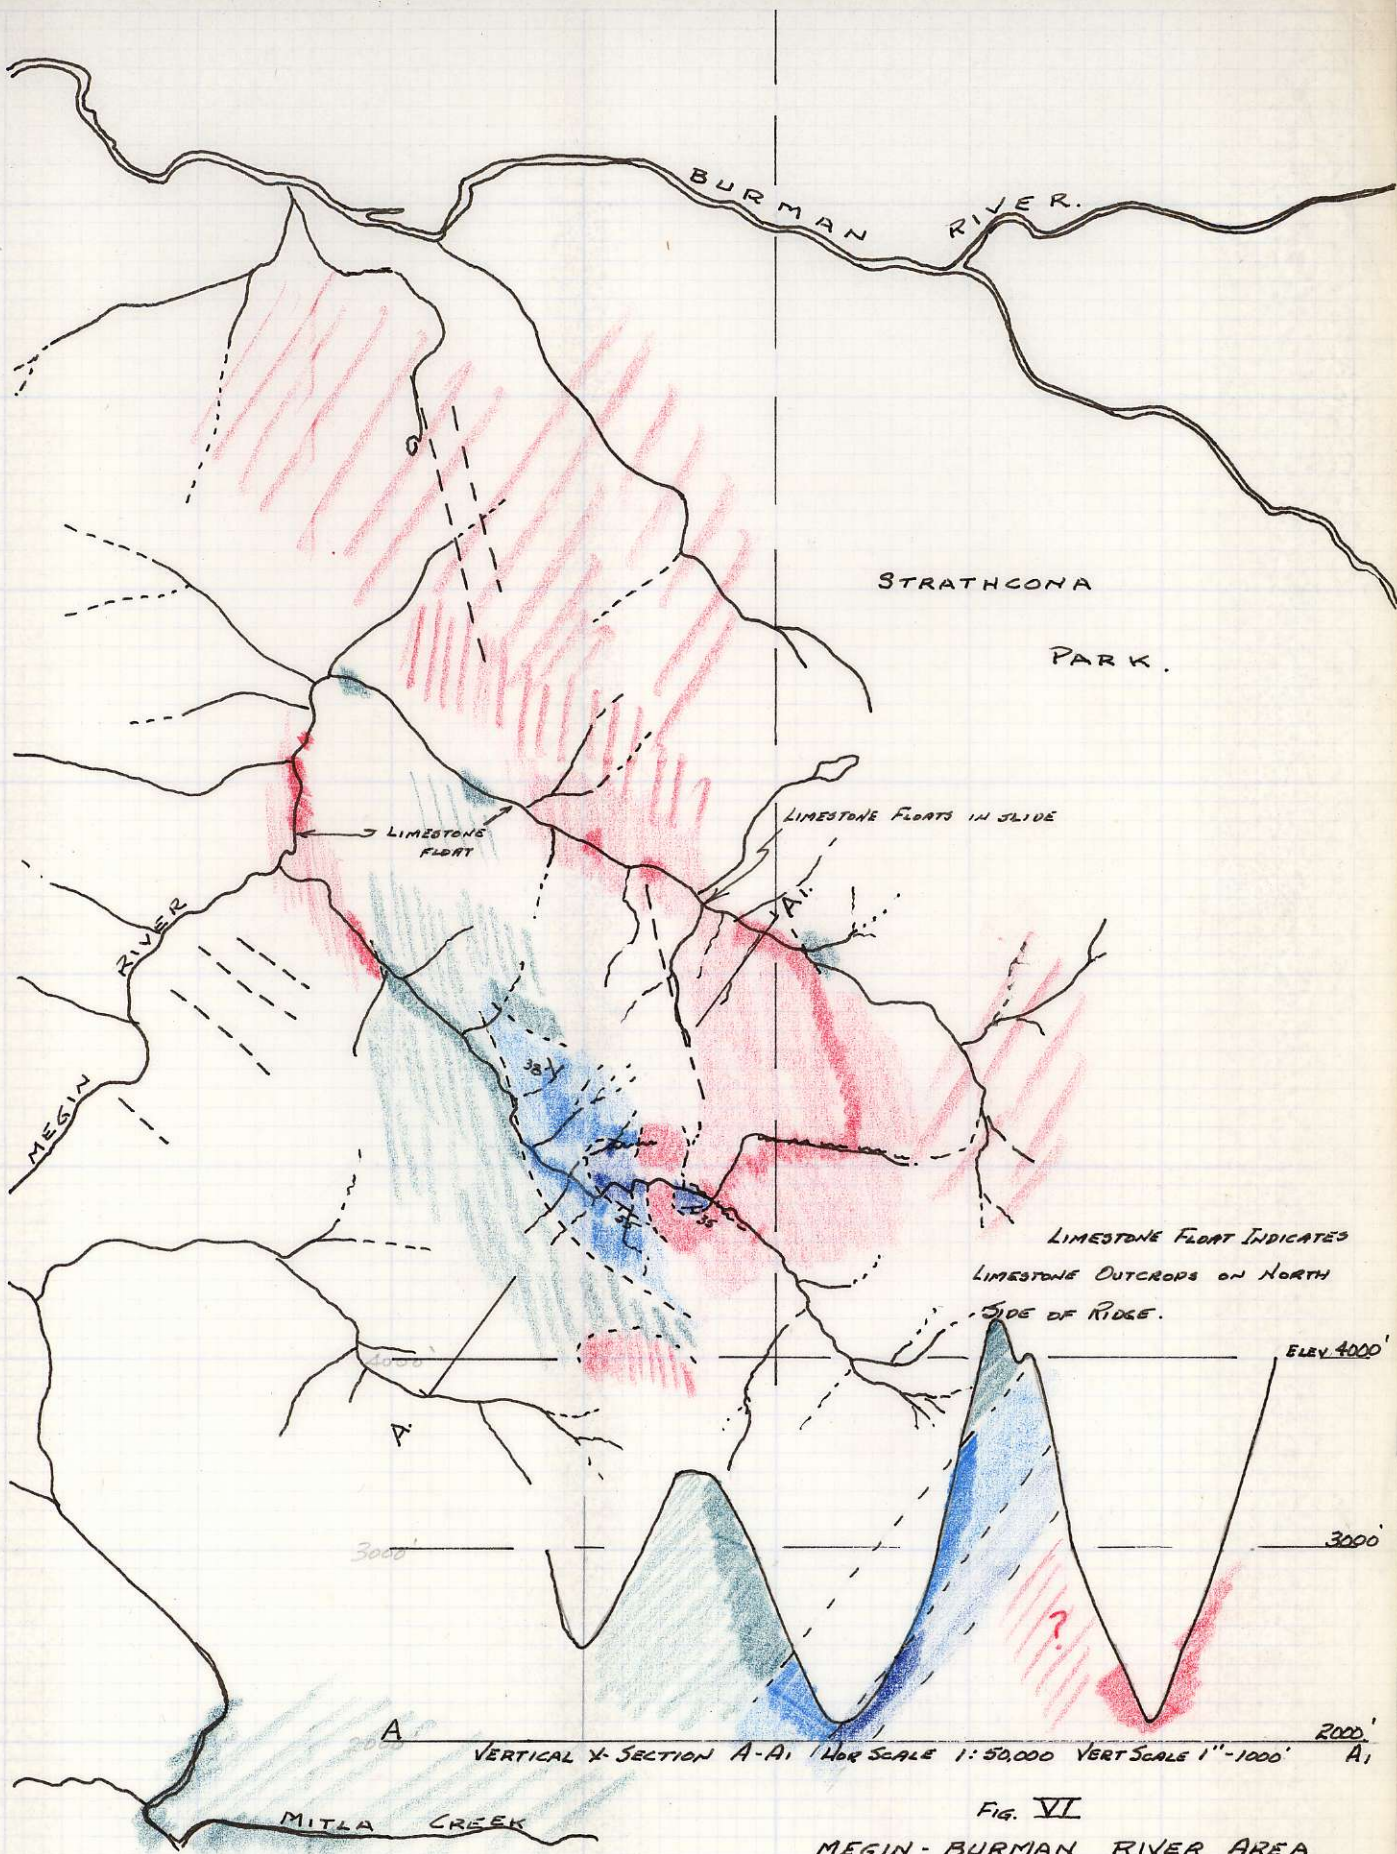 BURMAN RIVER.
STRATHCONA
PARK.
LIMESTONE FLOATS IN SLIDE
LIMESTONE
FLOAT
A1.
RIVER
MEGIN
38
55
35
LIMESTONE FLOAT INDICATES
LIMESTONE OUTCROPS ON NORTH
SIDE OF RIDGE.
4000'
ELEV. 4000'
A.
3000'
3000'
?
A
2000
2000.'
VERTICAL X-SECTION A-A1 HOR SCALE 1:50,000 VERT SCALE 1"-1000' A1
MITLA CREEK
FIG. VI
MEGIN-BURMAN RIVER AREA